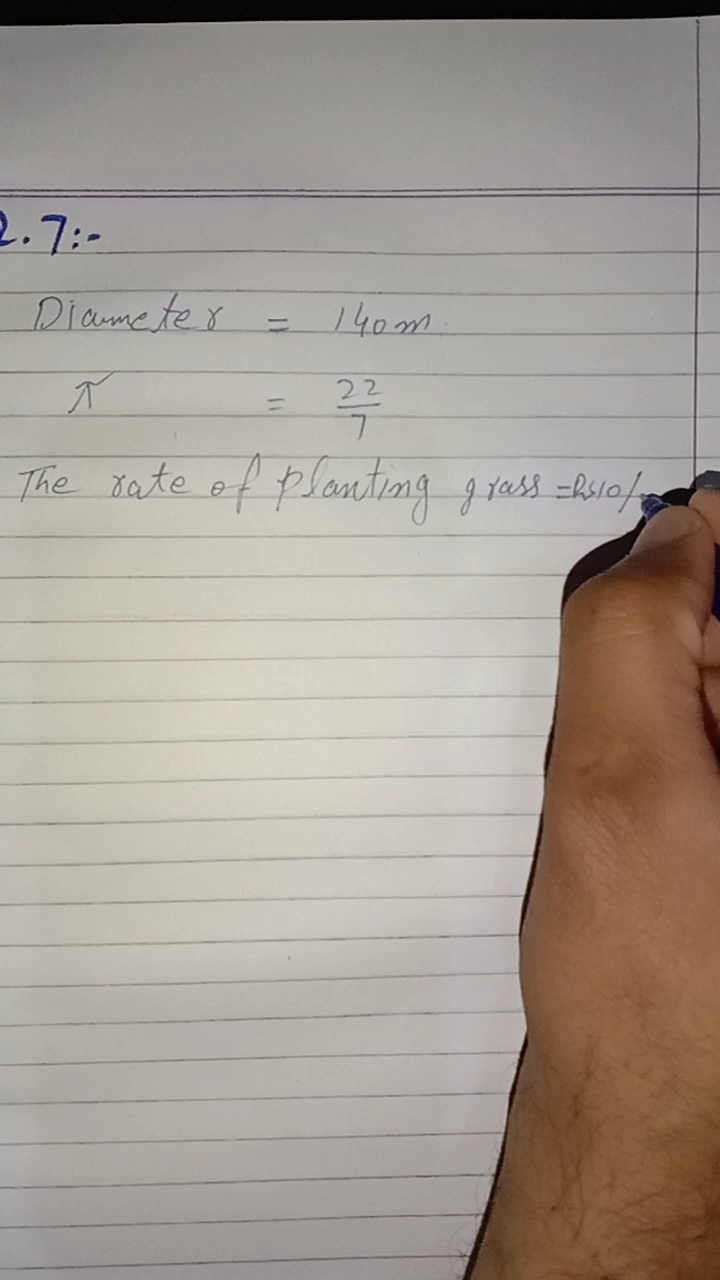 2.7:-
Diameter = 140m.
π = 22/7
The rate of planting grass = Rs10/-